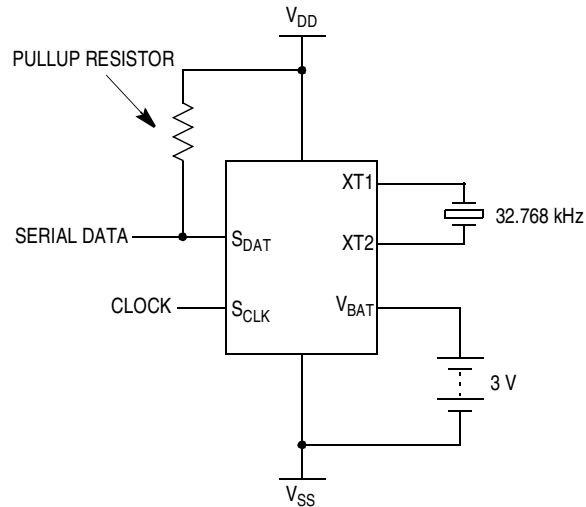 V_DD
PULLUP RESISTOR
XT1
32.768 kHz
SERIAL DATA
S_DAT
XT2
CLOCK
S_CLK
V_BAT
3 V
V_SS